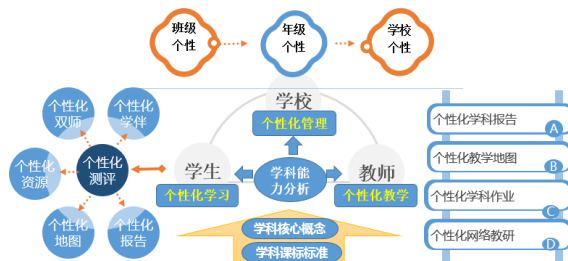 班级
个性
年级
个性
学校
个性
个性化
双师
个性化
学伴
个性化
资源
个性化
测评
个性化
地图
个性化
报告
学校
个性化管理
学生
个性化学习
学科能
力分析
教师
个性化教学
学科核心概念
学科课标标准
个性化学科报告
A
个性化教学地图
B
个性化学科作业
C
个性化网络教研
D